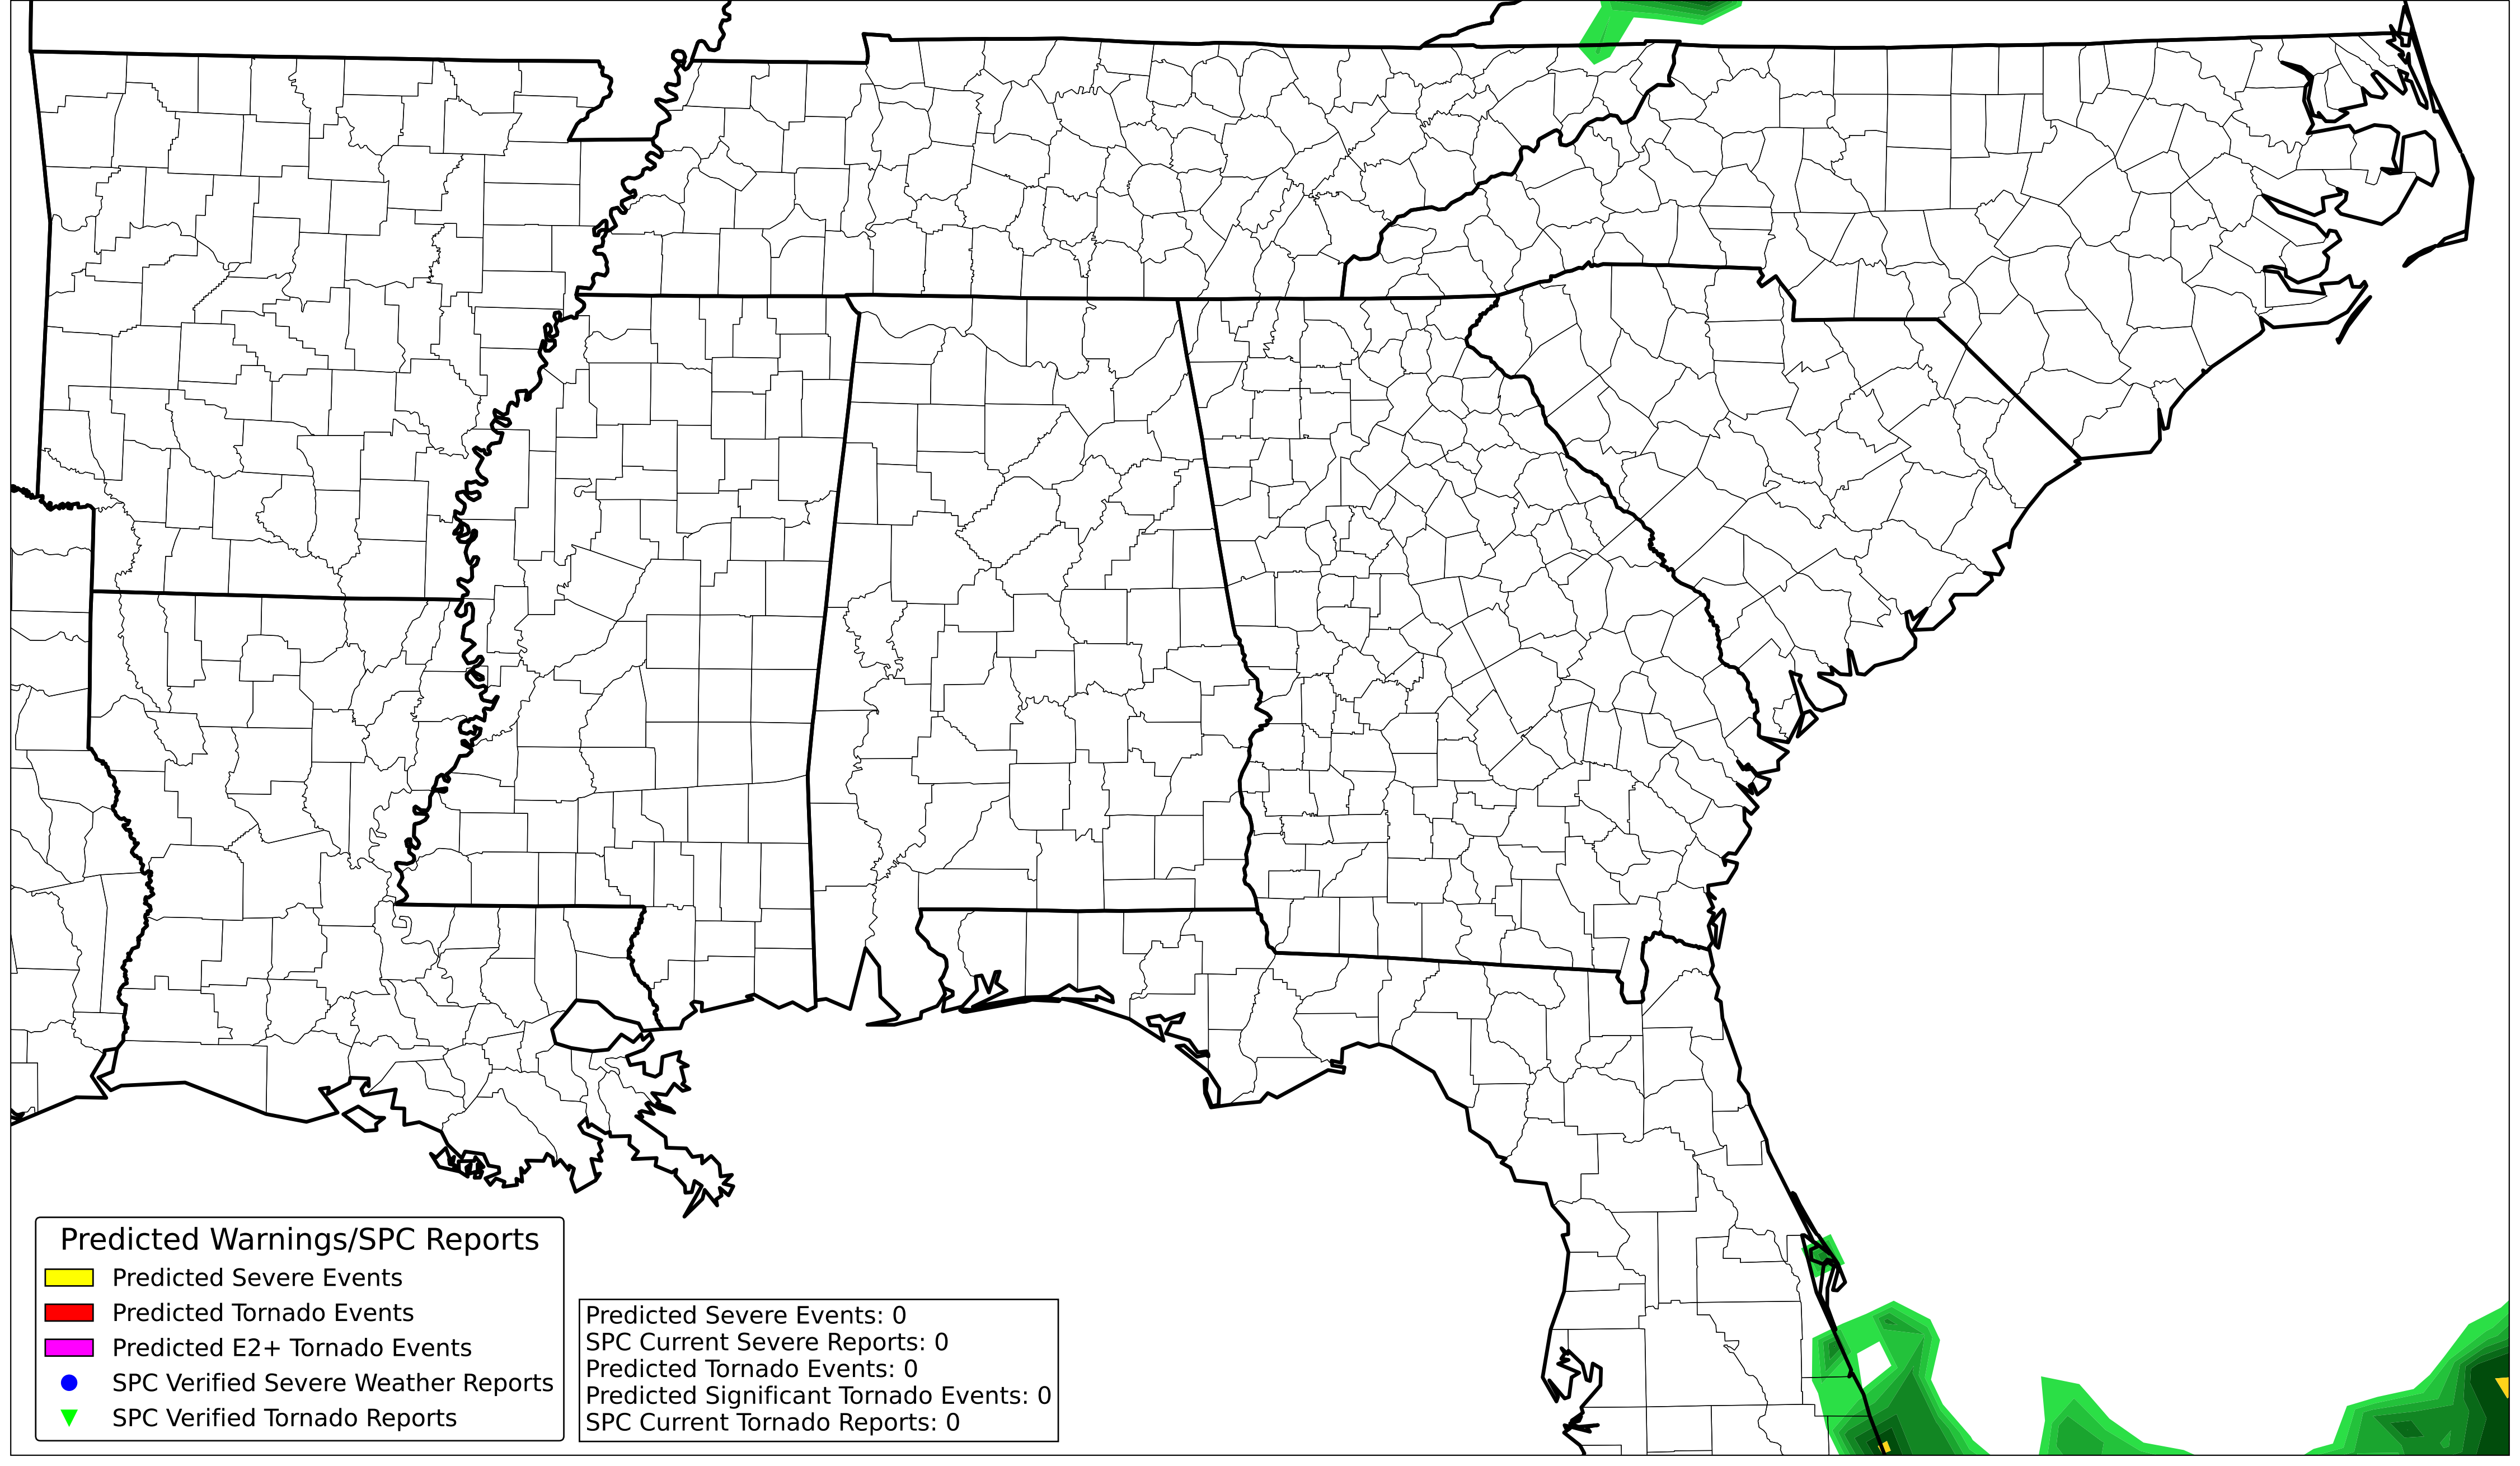 Predicted Warnings/SPC Reports
Predicted Severe Events
Predicted Tornado Events
Predicted E2+ Tornado Events
SPC Verified Severe Weather Reports
SPC Verified Tornado Reports
Predicted Severe Events: 0
SPC Current Severe Reports: 0
Predicted Tornado Events: 0
Predicted Significant Tornado Events: 0
SPC Current Tornado Reports: 0